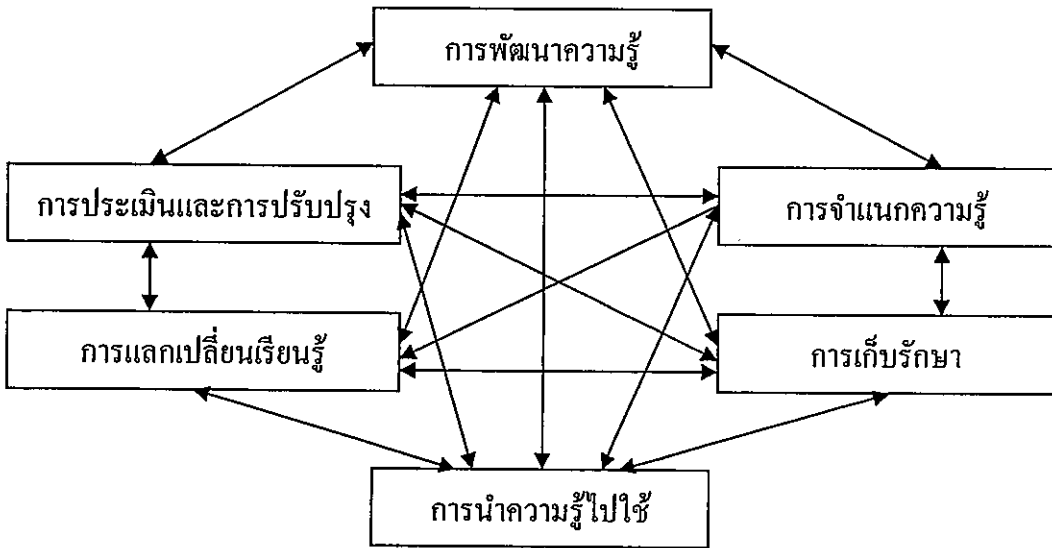 การพัฒนาความรู้
การประเมินและการปรับปรุง
การจำแนกความรู้
การแลกเปลี่ยนเรียนรู้
การเก็บรักษา
การนำความรู้ไปใช้